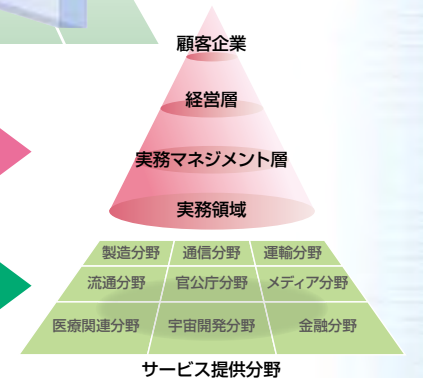 顧客企業
経営層
実務マネジメント層
実務領域
製造分野 通信分野 運輸分野
流通分野 官公庁分野 メディア分野
医療関連分野 宇宙開発分野 金融分野
サービス提供分野